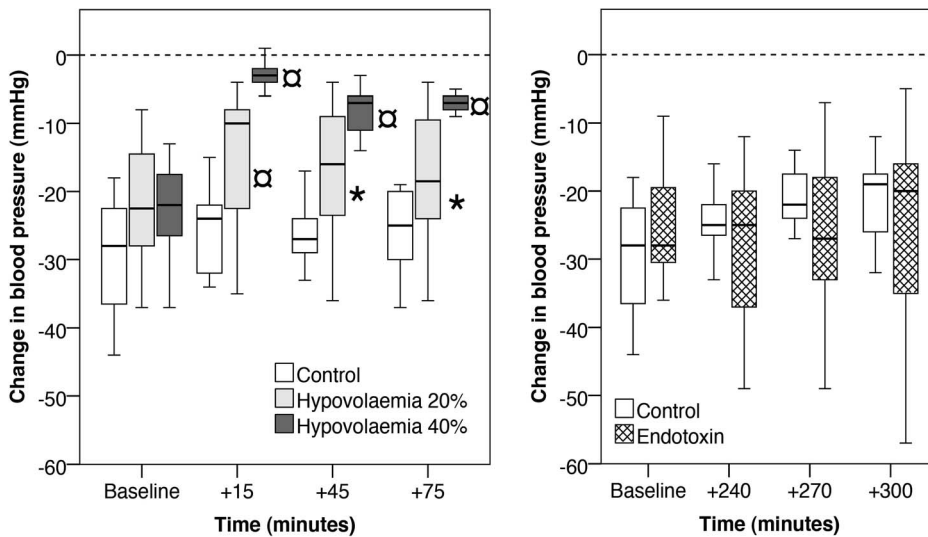 Change in blood pressure (mmHg)
0
-10
-20
-30
-40
-50
-60
¤
¤
¤
¤
*
*
Control
Hypovolaemia 20%
Hypovolaemia 40%
Baseline
+15
+45
+75
Time (minutes)
Change in blood pressure (mmHg)
0
-10
-20
-30
-40
-50
-60
Control
Endotoxin
Baseline
+240
+270
+300
Time (minutes)